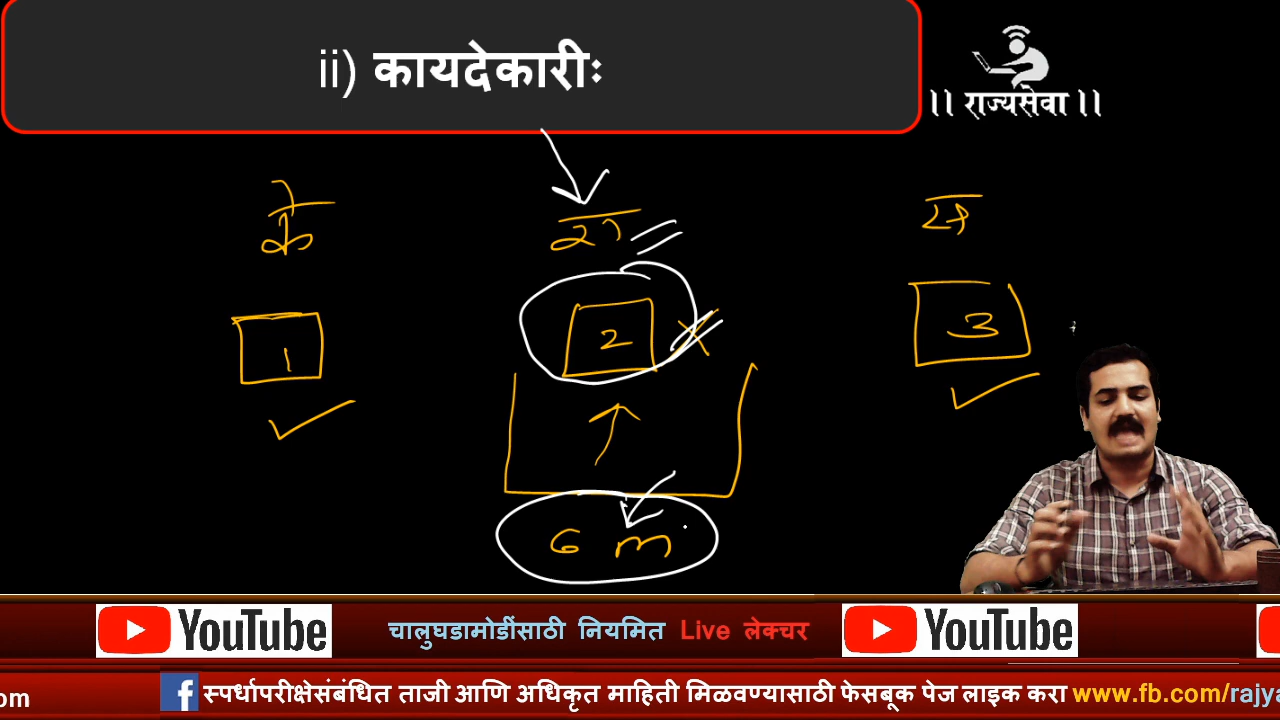 ii) कायदेकारीः
।। राज्यसेवा ।।
के
रा
स
1
2
3
6 m
YouTube
चालुघडामोडींसाठी नियमित Live लेक्चर
YouTube
om
f स्पर्धापरीक्षेसंबंधित ताजी आणि अधिकृत माहिती मिळवण्यासाठी फेसबूक पेज लाइक करा www.fb.com/rajya